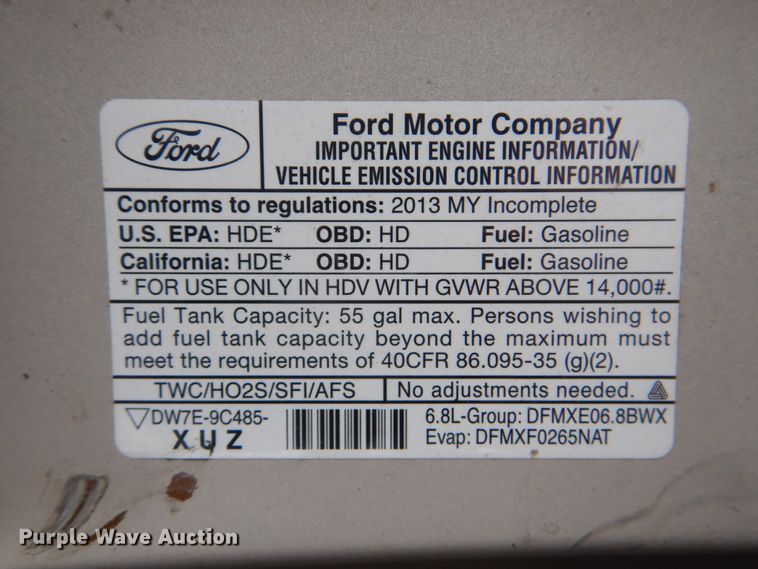 Ford
Ford Motor Company
IMPORTANT ENGINE INFORMATION/
VEHICLE EMISSION CONTROL INFORMATION
Conforms to regulations: 2013 MY Incomplete
U.S. EPA: HDE* OBD: HD Fuel: Gasoline
California: HDE* OBD: HD Fuel: Gasoline
* FOR USE ONLY IN HDV WITH GVWR ABOVE 14,000#.
Fuel Tank Capacity: 55 gal max. Persons wishing to
add fuel tank capacity beyond the maximum must
meet the requirements of 40CFR 86.095-35 (g)(2).
TWC/HO2S/SFI/AFS No adjustments needed.
DW7E-9C485-
XUZ
6.8L-Group: DFMXE06.8BWX
Evap: DFMXF0265NAT
Purple Wave Auction